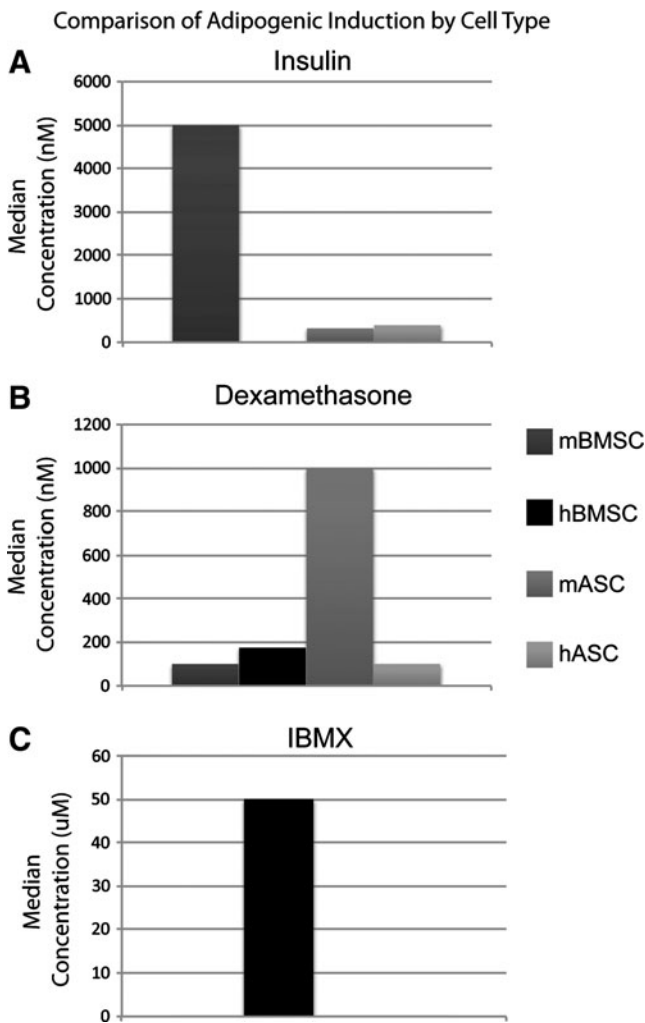 Comparison of Adipogenic Induction by Cell Type
A
Insulin
Median
Concentration (nM)
6000
5000
4000
3000
2000
1000
0
B
Dexamethasone
Median
Concentration (nM)
1200
1000
800
600
400
200
0
mBMSC
hBMSC
mASC
hASC
C
IBMX
Median
Concentration (uM)
60
50
40
30
20
10
0